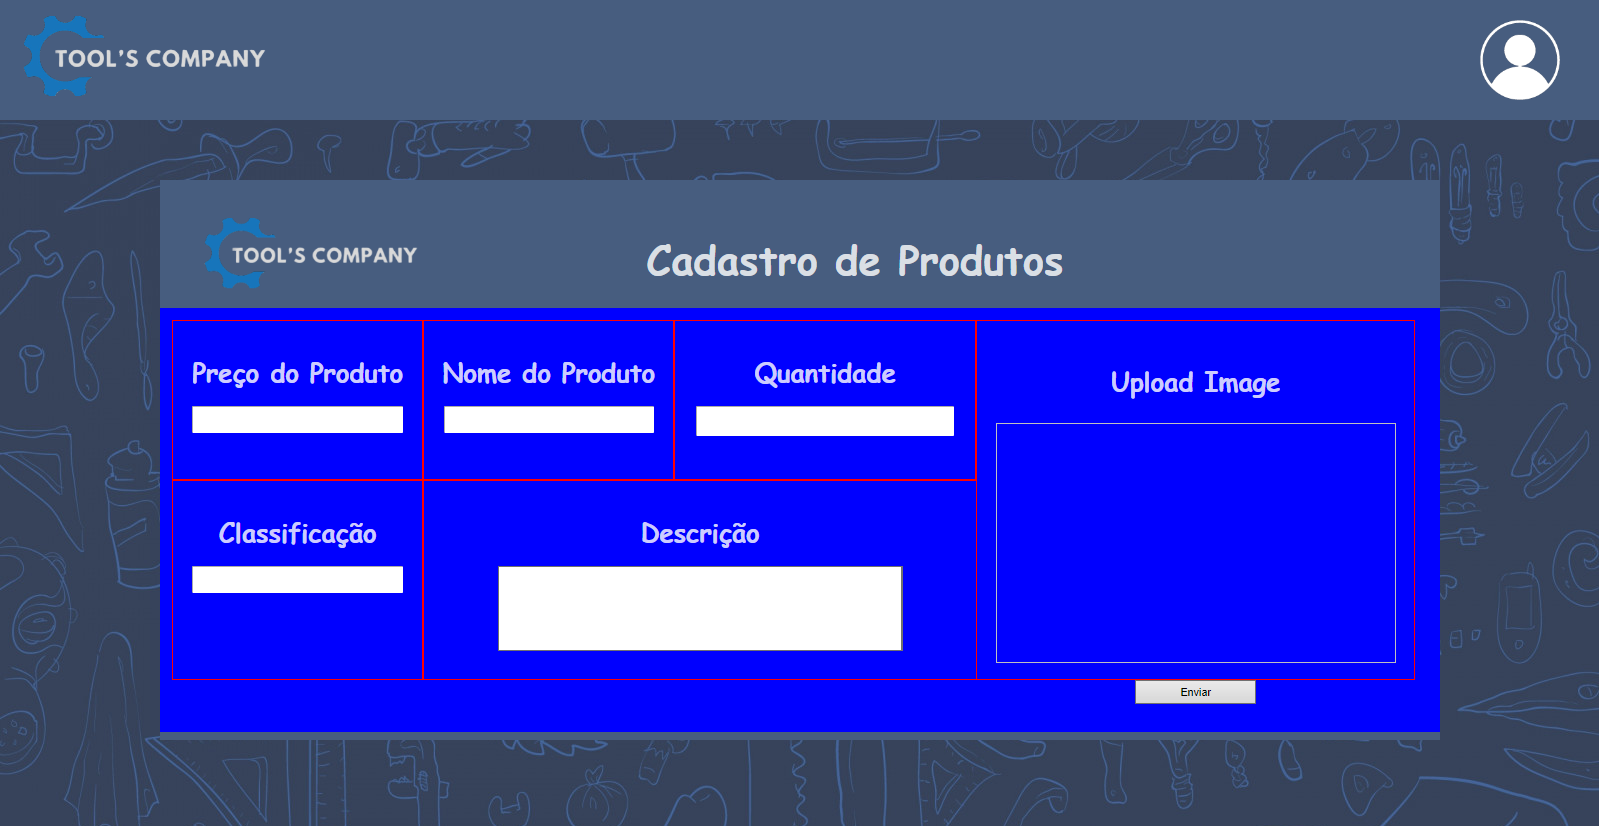 TOOL'S COMPANY
TOOL'S COMPANY
Cadastro de Produtos
Preço do Produto
Nome do Produto
Quantidade
Upload Image
Classificação
Descrição
Enviar